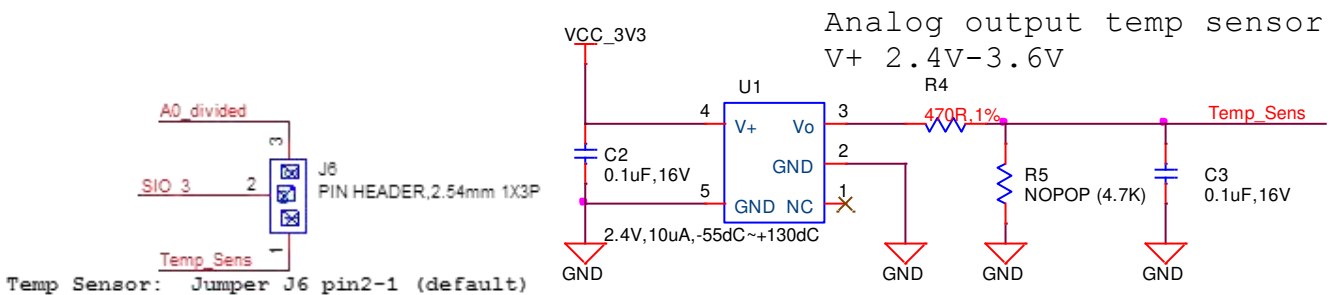 Analog output temp sensor
V+ 2.4V-3.6V
VCC_3V3
U1
R4
A0_divided
4
V+
Vo
3
470R,1%
Temp_Sens
3
J6
PIN HEADER,2.54mm 1X3P
SIO_3
2
C2
0.1uF,16V
GND
2
R5
NOPOP (4.7K)
C3
0.1uF,16V
5
GND
NC
1
1
Temp_Sens
2.4V,10uA,-55dC~+130dC
GND
GND
GND
GND
Temp Sensor: Jumper J6 pin2-1 (default)